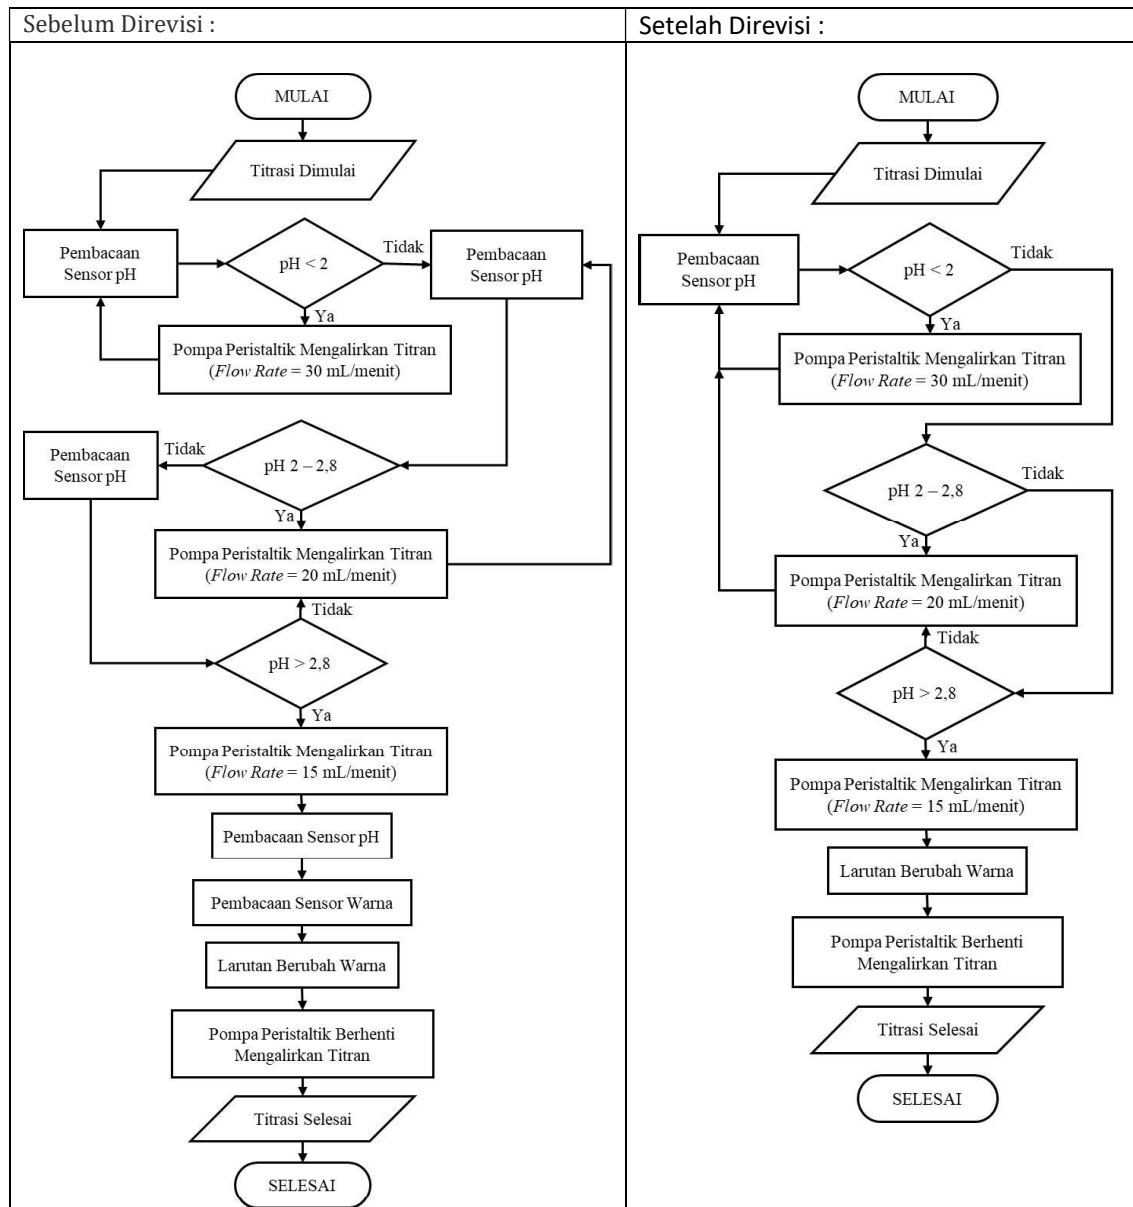 Sebelum Direvisi :
MULAI
Titrasi Dimulai
Pembacaan
Sensor pH
pH < 2
Tidak
Pembacaan
Sensor pH
Ya
Pompa Peristaltik Mengalirkan Titran
(Flow Rate = 30 mL/menit)
Pembacaan
Sensor pH
Tidak
pH 2 – 2,8
Ya
Pompa Peristaltik Mengalirkan Titran
(Flow Rate = 20 mL/menit)
Tidak
pH > 2,8
Ya
Pompa Peristaltik Mengalirkan Titran
(Flow Rate = 15 mL/menit)
Pembacaan Sensor pH
Pembacaan Sensor Warna
Larutan Berubah Warna
Pompa Peristaltik Berhenti
Mengalirkan Titran
Titrasi Selesai
SELESAI
Setelah Direvisi :
MULAI
Titrasi Dimulai
Pembacaan
Sensor pH
pH < 2
Tidak
Ya
Pompa Peristaltik Mengalirkan Titran
(Flow Rate = 30 mL/menit)
pH 2 – 2,8
Tidak
Ya
Pompa Peristaltik Mengalirkan Titran
(Flow Rate = 20 mL/menit)
Tidak
pH > 2,8
Ya
Pompa Peristaltik Mengalirkan Titran
(Flow Rate = 15 mL/menit)
Larutan Berubah Warna
Pompa Peristaltik Berhenti
Mengalirkan Titran
Titrasi Selesai
SELESAI